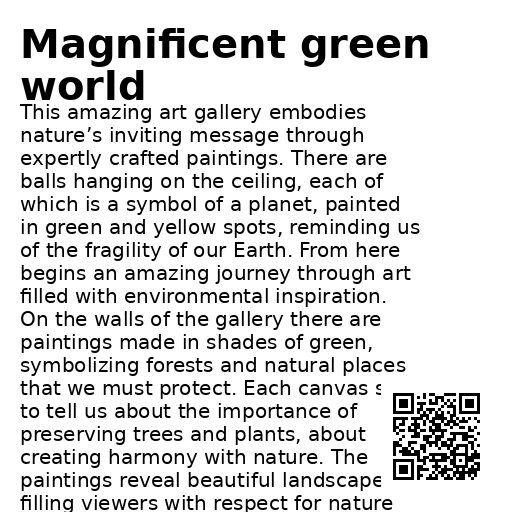 Magnificent green
world
This amazing art gallery embodies
nature’s inviting message through
expertly crafted paintings. There are
balls hanging on the ceiling, each of
which is a symbol of a planet, painted
in green and yellow spots, reminding us
of the fragility of our Earth. From here
begins an amazing journey through art
filled with environmental inspiration.
On the walls of the gallery there are
paintings made in shades of green,
symbolizing forests and natural places
that we must protect. Each canvas
to tell us about the importance of
preserving trees and plants, about
creating harmony with nature. The
paintings reveal beautiful landscape
filling viewers with respect for nature